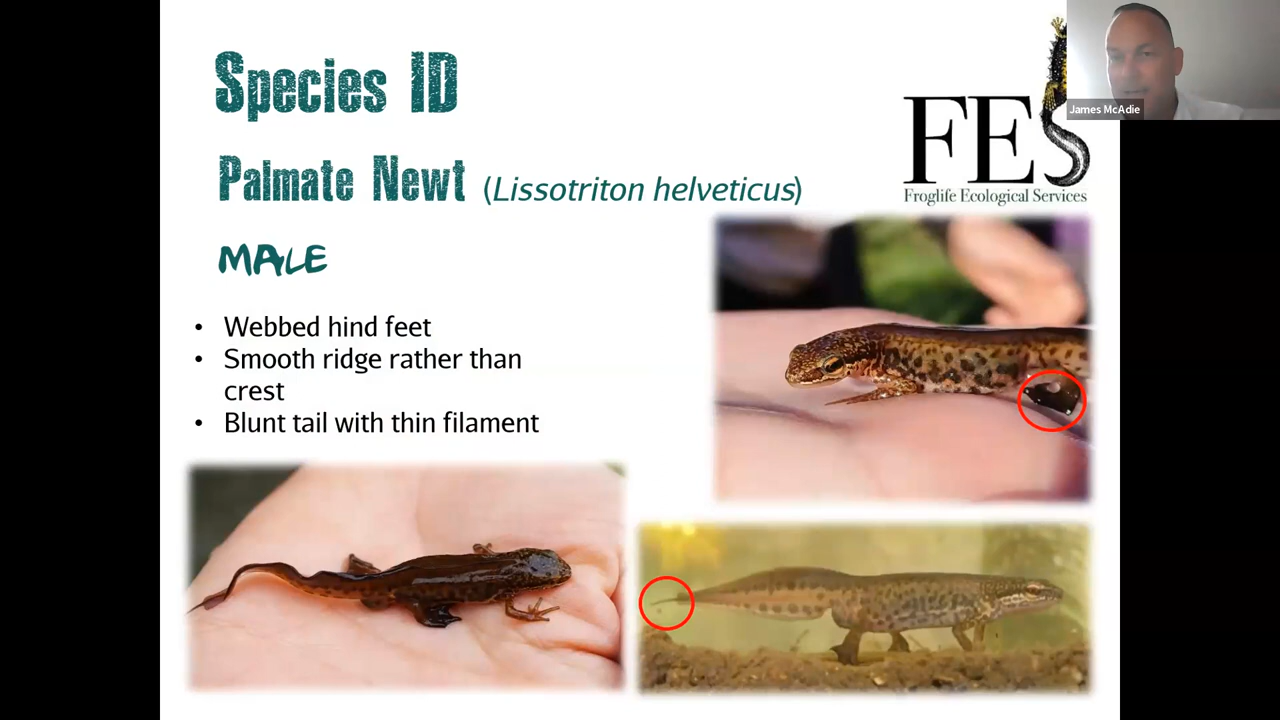 Species ID
Palmate Newt (Lissotriton helveticus)
MALE
• Webbed hind feet
• Smooth ridge rather than
crest
• Blunt tail with thin filament
FES
Froglife Ecological Services
James McAdie